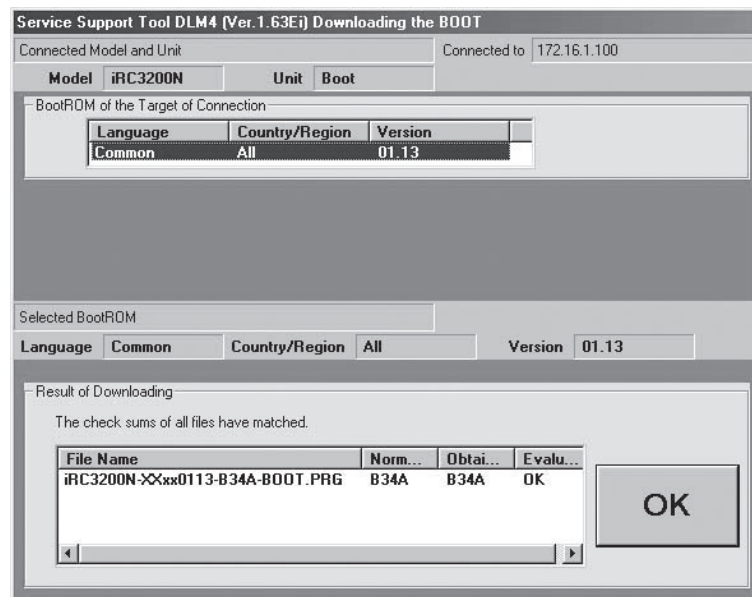 Service Support Tool DLM4 (Ver.1.63Ei) Downloading the BOOT
Connected Model and Unit
Connected to 172.16.1.100
Model iRC3200N Unit Boot
BootROM of the Target of Connection
Language Country/Region Version
Common All 01.13
Selected BootROM
Language Common Country/Region All Version 01.13
Result of Downloading
The check sums of all files have matched.
File Name Norm... Obtai... Evalu...
iRC3200N-XXxx0113-B34A-BOOT.PRG B34A B34A OK
OK